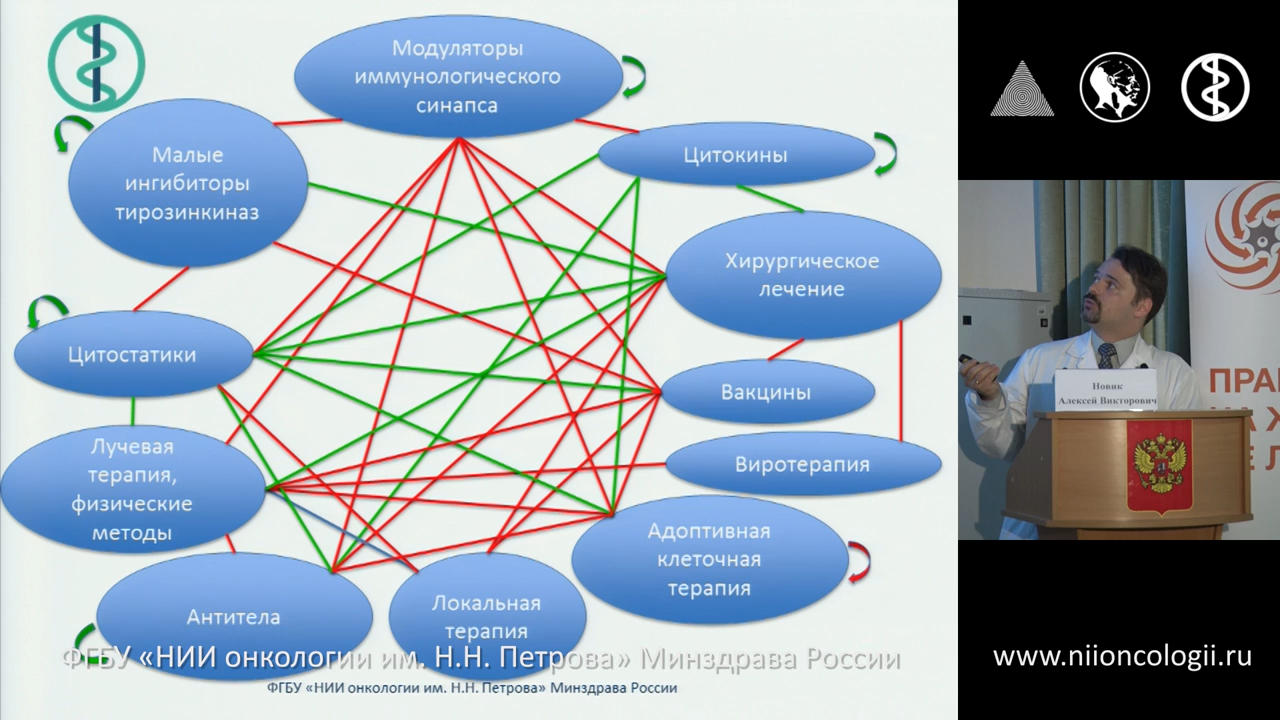 Модуляторы
иммунологического
синапса
Малые
ингибиторы
тирозинкиназ
Цитокины
Хирургическое
лечение
Цитостатики
Вакцины
Лучевая
терапия,
физические
методы
Виротерапия
Адоптивная
клеточная
терапия
Антитела
Локальная
терапия
ФГБУ «НИИ онкологии им. Н.Н. Петрова» Минздрава России
ФГБУ «НИИ онкологии им. Н.Н. Петрова» Минздрава России
Новик
Алексей Викторович
www.niioncologii.ru